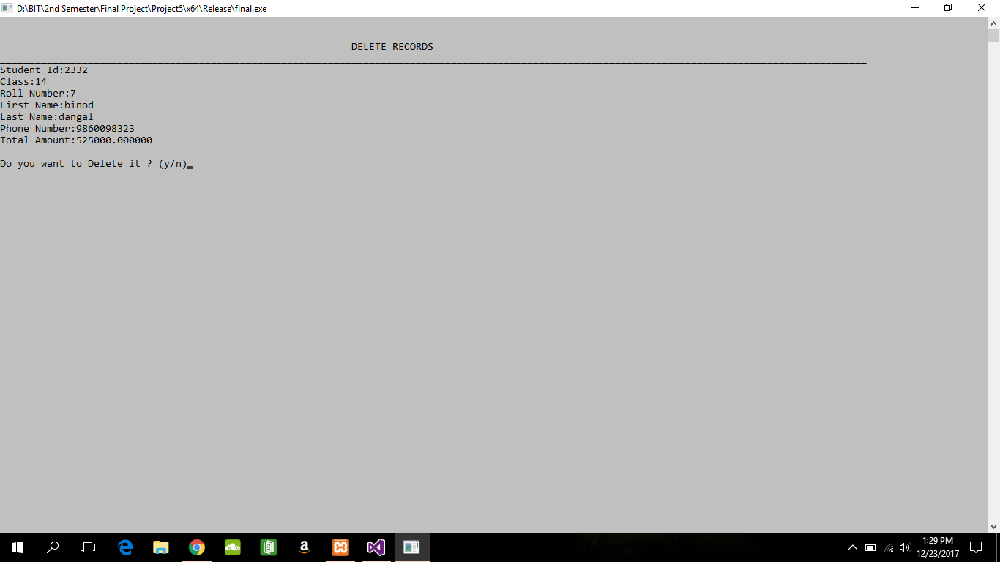 D:\BIT\2nd Semester\Final Project\Project5\x64\Release\final.exe
DELETE RECORDS
Student Id:2332
Class:14
Roll Number:7
First Name:binod
Last Name:dangal
Phone Number:9860098323
Total Amount:525000.000000
Do you want to Delete it ? (y/n)
1:29 PM
12/23/2017